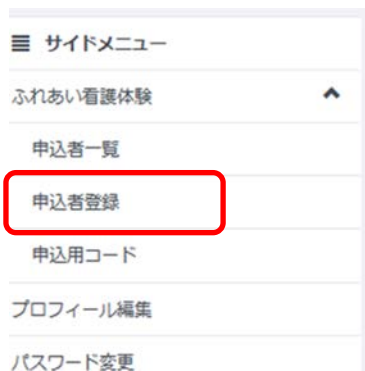 サイドメニュー
ふれあい看護体験
申込者一覧
申込者登録
申込用コード
プロフィール編集
パスワード変更